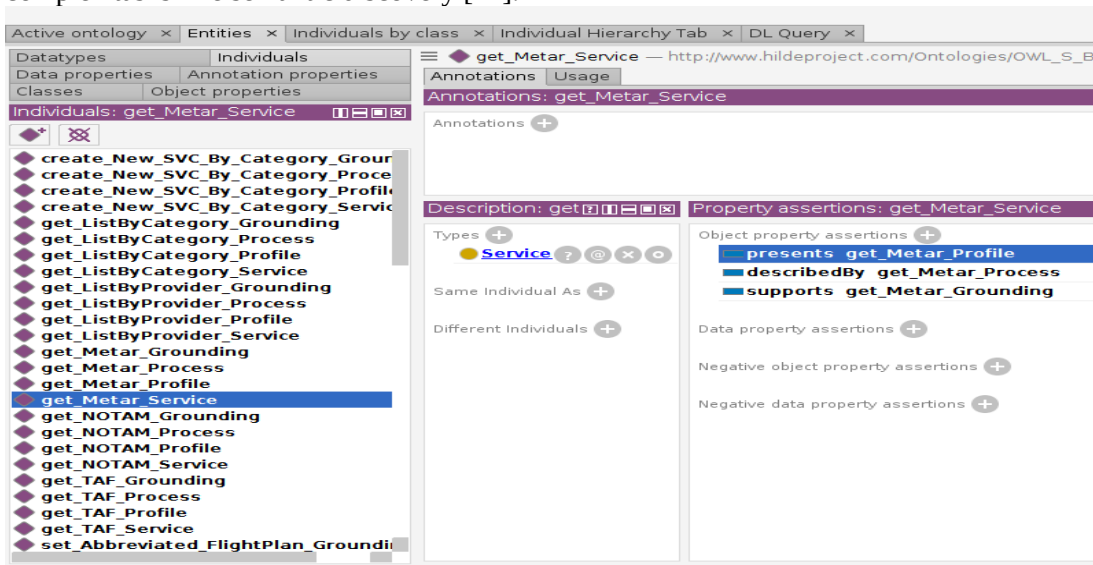 Active ontology × Entities × Individuals by class × Individual Hierarchy Tab × DL Query ×
Datatypes Individuals
Data properties Annotation properties
Classes Object properties
Individuals: get_Metar_Service
create_New_SVC_By_Category_Grour
create_New_SVC_By_Category_Proce
create_New_SVC_By_Category_Profil
create_New_SVC_By_Category_Servic
get_ListByCategory_Grounding
get_ListByCategory_Process
get_ListByCategory_Profile
get_ListByCategory_Service
get_ListByProvider_Grounding
get_ListByProvider_Process
get_ListByProvider_Profile
get_ListByProvider_Service
get_Metar_Grounding
get_Metar_Process
get_Metar_Profile
get_Metar_Service
get_NOTAM_Grounding
get_NOTAM_Process
get_NOTAM_Profile
get_NOTAM_Service
get_TAF_Grounding
get_TAF_Process
get_TAF_Profile
get_TAF_Service
set_Abbreviated_FlightPlan_Groundi
get_Metar_Service — http://www.hildeproject.com/Ontologies/OWL_S_B
Annotations Usage
Annotations: get_Metar_Service
Annotations
Description: get
Types
Service
Same Individual As
Different Individuals
Property assertions: get_Metar_Service
Object property assertions
presents get_Metar_Profile
describedBy get_Metar_Process
supports get_Metar_Grounding
Data property assertions
Negative object property assertions
Negative data property assertions